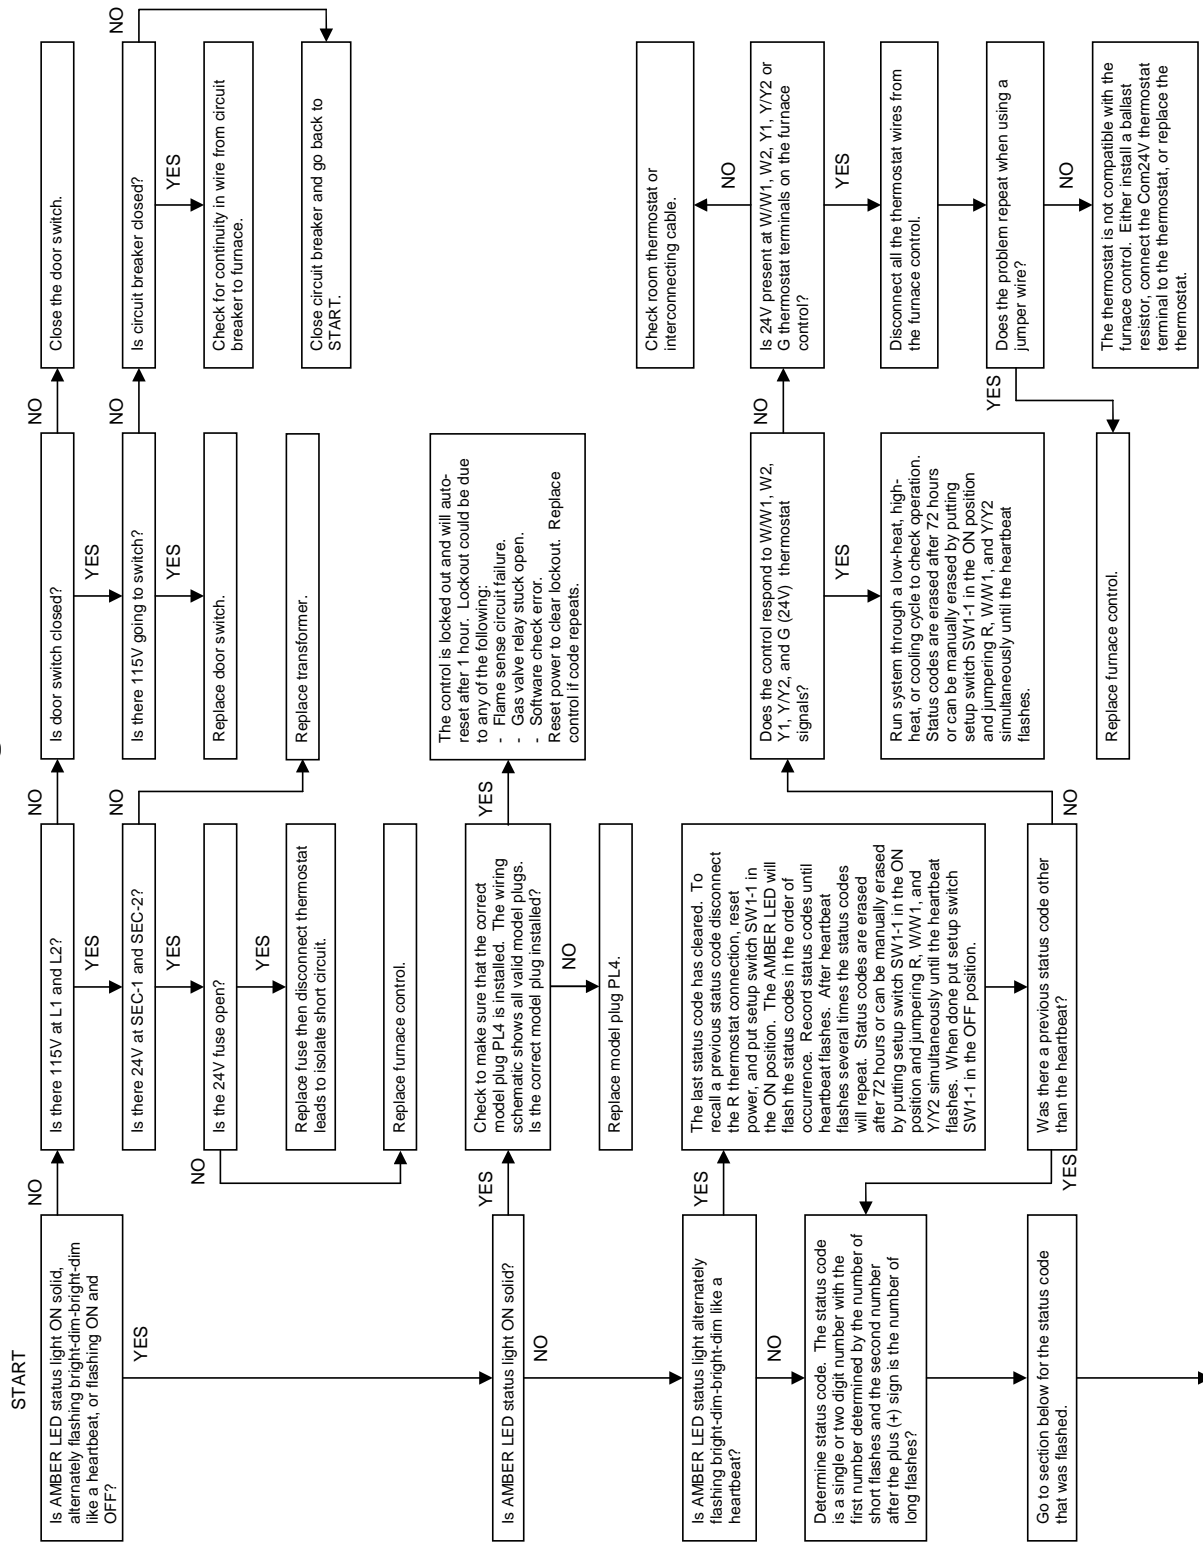 START
Is AMBER LED status light ON solid,
alternately flashing bright-dim-bright-dim
like a heartbeat, or flashing ON and
OFF?
NO
YES
Is there 115V at L1 and L2?
NO
YES
Is door switch closed?
NO
YES
Close the door switch.
Is there 24V at SEC-1 and SEC-2?
NO
YES
Is there 115V going to switch?
NO
YES
Is circuit breaker closed?
NO
YES
Is the 24V fuse open?
NO
YES
Replace door switch.
Check for continuity in wire from circuit
breaker to furnace.
Replace fuse then disconnect thermostat
leads to isolate short circuit.
Replace transformer.
Close circuit breaker and go back to
START.
Replace furnace control.
Is AMBER LED status light ON solid?
YES
NO
Check to make sure that the correct
model plug PL4 is installed.  The wiring
schematic shows all valid model plugs.
Is the correct model plug installed?
YES
NO
The control is locked out and will auto-
reset after 1 hour.  Lockout could be due
to any of the following:
-  Flame sense circuit failure.
-  Gas valve relay stuck open.
-  Software check error.
Reset power to clear lockout.  Replace
control if code repeats.
Replace model plug PL4.
Is AMBER LED status light alternately
flashing bright-dim-bright-dim like a
heartbeat?
YES
NO
The last status code has cleared.  To
recall a previous status code disconnect
the R thermostat connection, reset
power, and put setup switch SW1-1 in
the ON position.  The AMBER LED will
flash the status codes in the order of
occurrence.  Record status codes until
heartbeat flashes.  After heartbeat
flashes several times the status codes
will repeat.  Status codes are erased
after 72 hours or can be manually erased
by putting setup switch SW1-1 in the ON
position and jumpering R, W/W1, and
Y/Y2 simultaneously until the heartbeat
flashes.  When done put setup switch
SW1-1 in the OFF position.
Determine status code.  The status code
is a single or two digit number with the
first number determined by the number of
short flashes and the second number
after the plus (+) sign is the number of
long flashes?
Was there a previous status code other
than the heartbeat?
YES
NO
Go to section below for the status code
that was flashed.
Does the control respond to W/W1, W2,
Y1, Y/Y2, and G (24V)  thermostat
signals?
NO
YES
Run system through a low-heat, high-
heat, or cooling cycle to check operation.
Status codes are erased after 72 hours
or can be manually erased by putting
setup switch SW1-1 in the ON position
and jumpering R, W/W1, and Y/Y2
simultaneously until the heartbeat
flashes.
Check room thermostat or
interconnecting cable.
NO
Is 24V present at W/W1, W2, Y1, Y/Y2 or
G thermostat terminals on the furnace
control?
YES
Disconnect all the thermostat wires from
the furnace control.
Does the problem repeat when using a
jumper wire?
YES
NO
Replace furnace control.
The thermostat is not compatible with the
furnace control.  Either install a ballast
resistor, connect the Com24V thermostat
terminal to the thermostat, or replace the
thermostat.